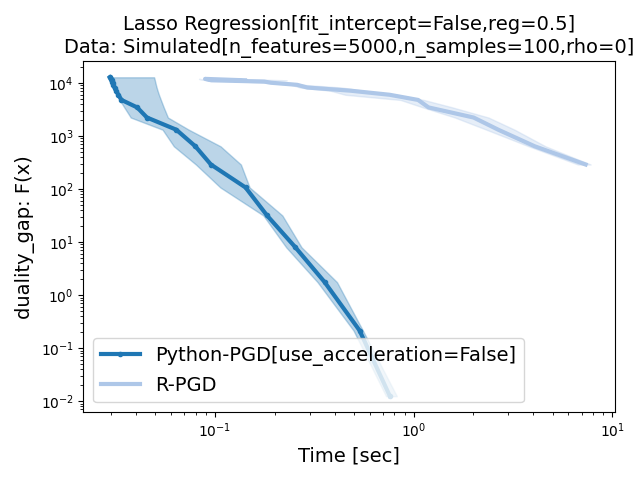 Lasso Regression[fit_intercept=False,reg=0.5]
Data: Simulated[n_features=5000,n_samples=100,rho=0]
duality_gap: F(x)
10⁴
10³
10²
10¹
10⁰
10⁻¹
10⁻²
Python-PGD[use_acceleration=False]
R-PGD
10⁻¹
10⁰
10¹
Time [sec]